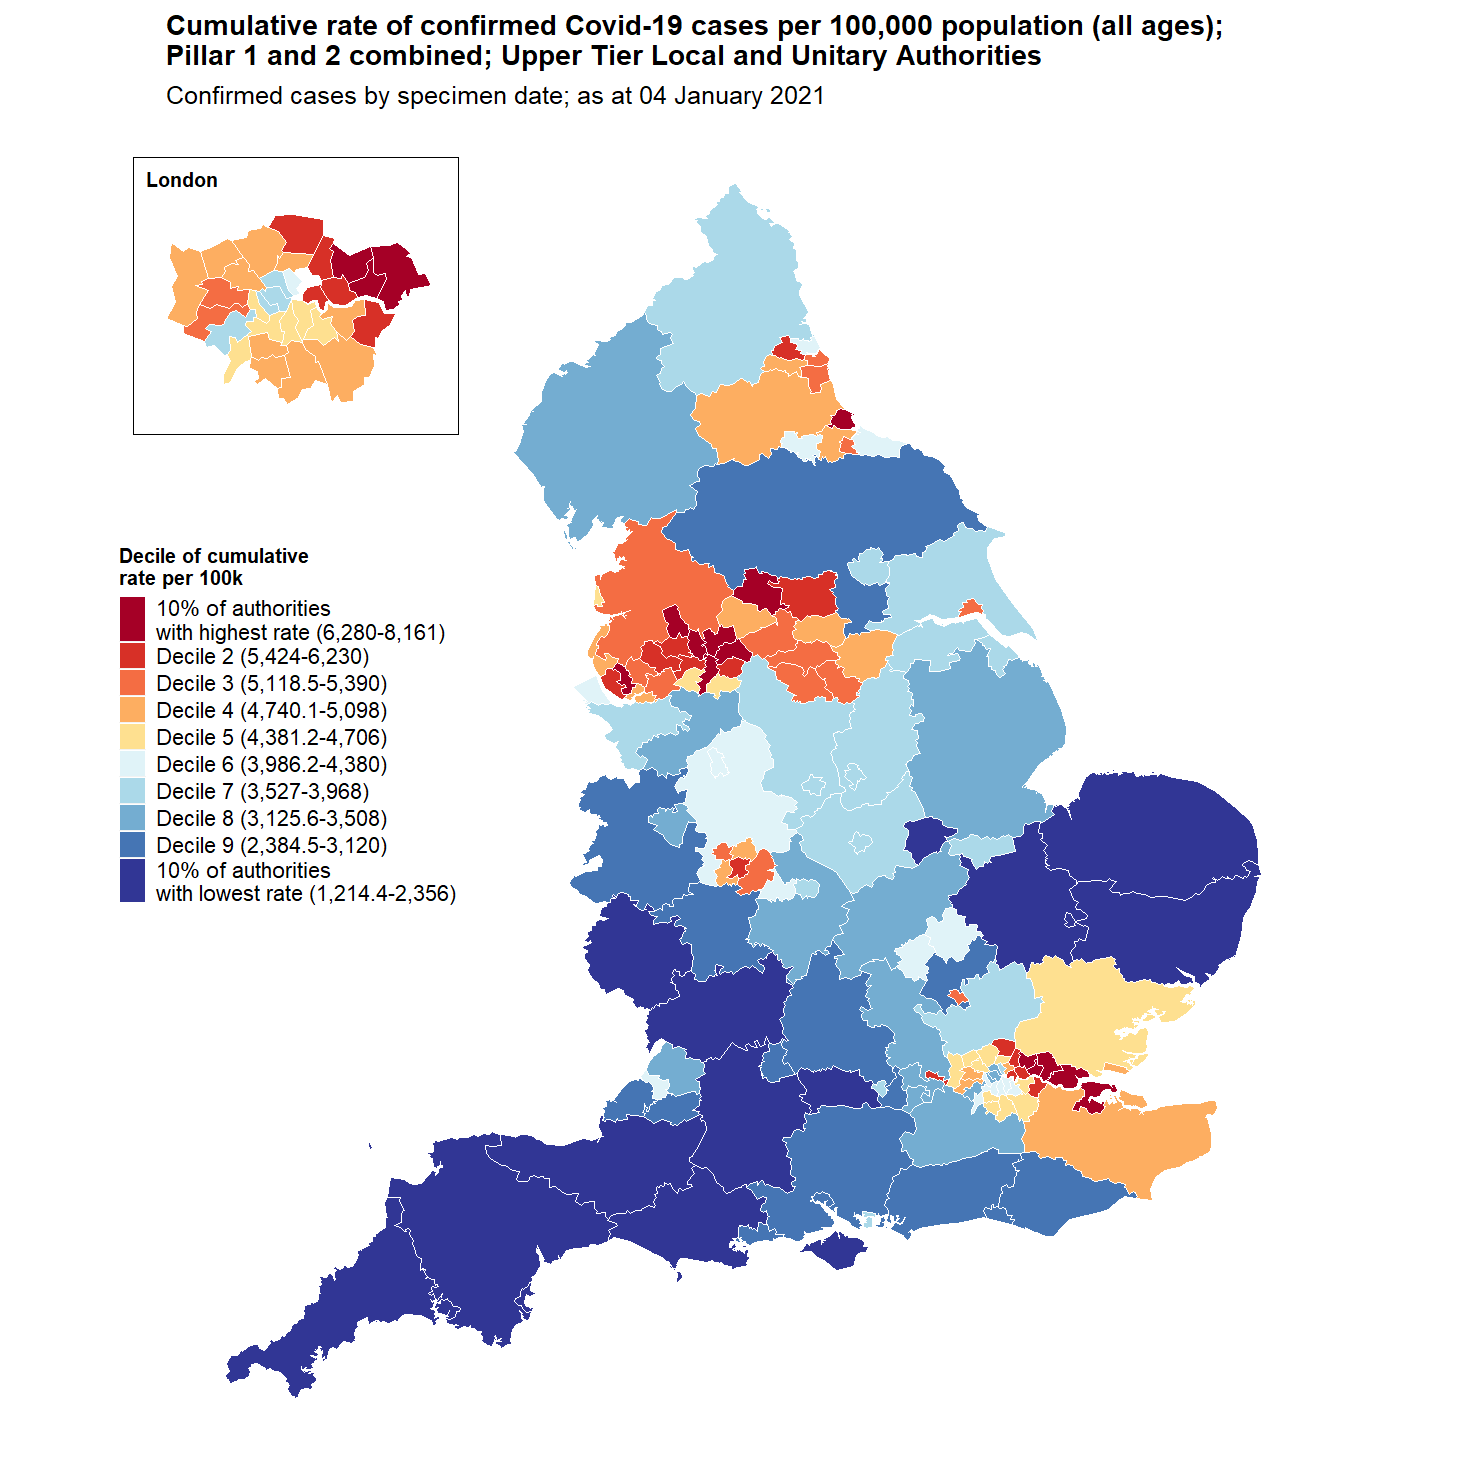 Cumulative rate of confirmed Covid-19 cases per 100,000 population (all ages);
Pillar 1 and 2 combined; Upper Tier Local and Unitary Authorities
Confirmed cases by specimen date; as at 04 January 2021
London
Decile of cumulative
rate per 100k
10% of authorities
with highest rate (6,280-8,161)
Decile 2 (5,424-6,230)
Decile 3 (5,118.5-5,390)
Decile 4 (4,740.1-5,098)
Decile 5 (4,381.2-4,706)
Decile 6 (3,986.2-4,380)
Decile 7 (3,527-3,968)
Decile 8 (3,125.6-3,508)
Decile 9 (2,384.5-3,120)
10% of authorities
with lowest rate (1,214.4-2,356)